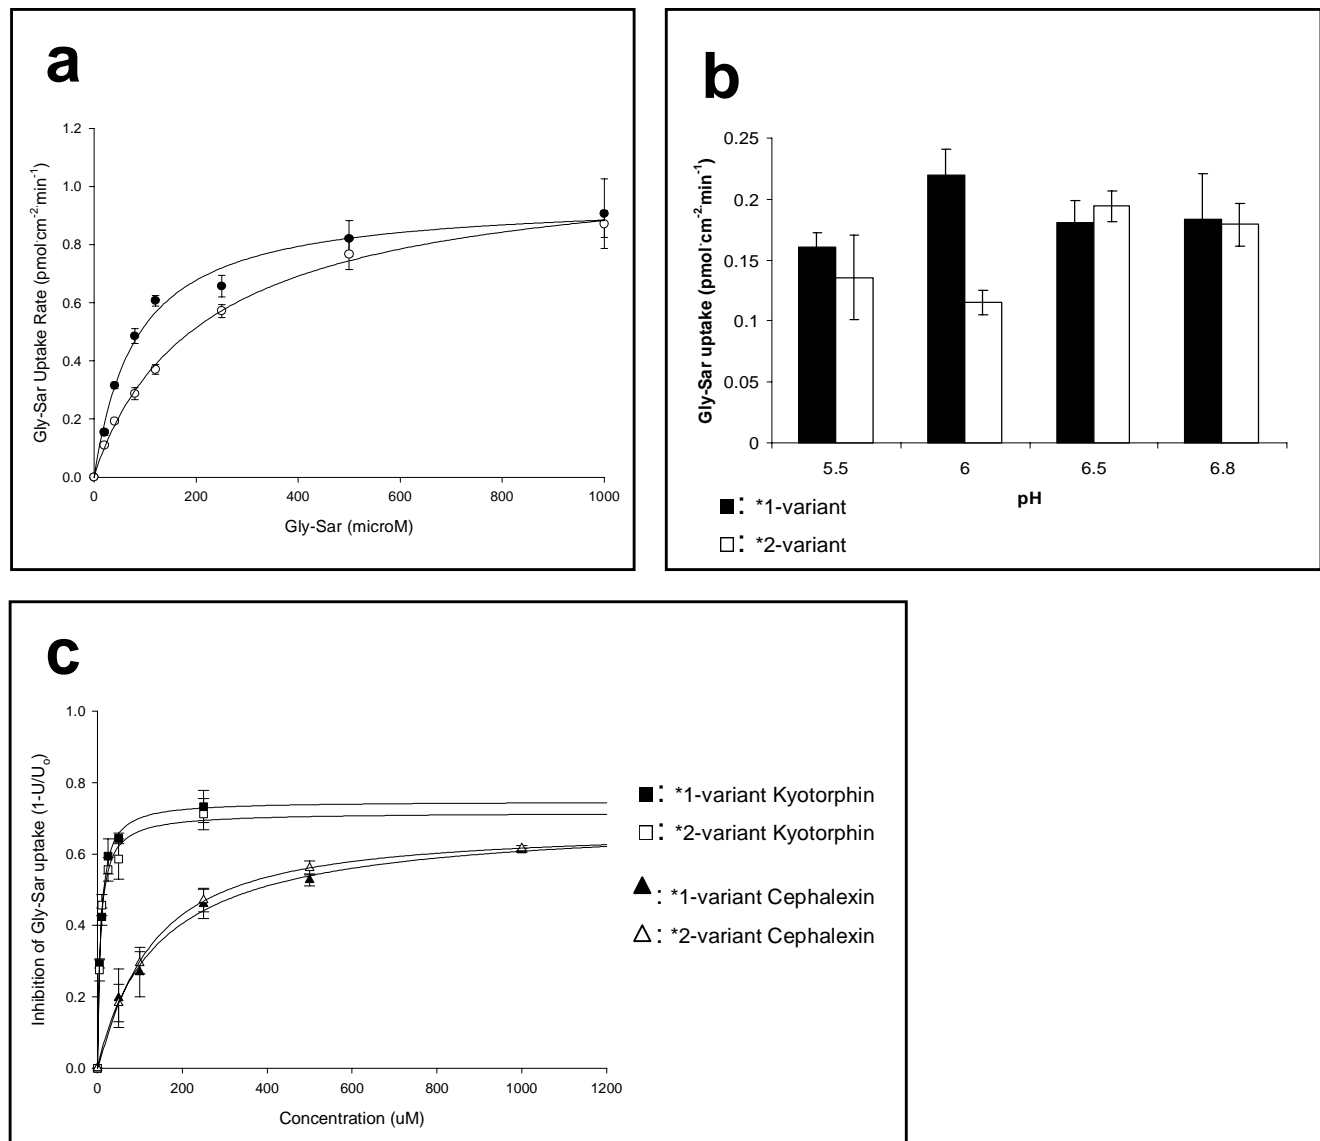 a
1.2
1.0
0.8
0.6
0.4
0.2
0.0
Gly-Sar Uptake Rate (pmol·cm-2·min-1)
0 200 400 600 800 1000
Gly-Sar (microM)
b
0.25
0.2
0.15
0.1
0.05
0
Gly-Sar uptake (pmol·cm-2·min-1)
5.5 6 6.5 6.8
pH
: *1-variant
: *2-variant
c
1.0
0.8
0.6
0.4
0.2
0.0
Inhibition of Gly-Sar uptake (1-U/Uo)
0 200 400 600 800 1000 1200
Concentration (uM)
: *1-variant Kyotorphin
: *2-variant Kyotorphin
: *1-variant Cephalexin
: *2-variant Cephalexin